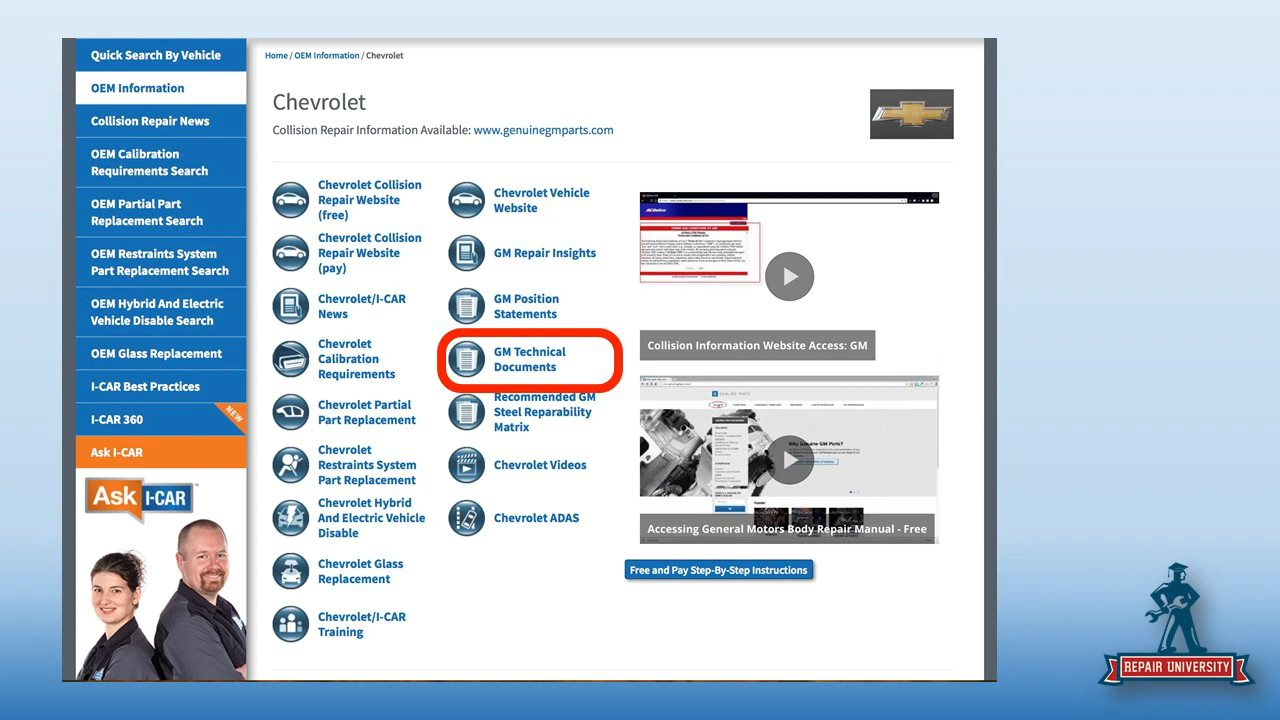 Quick Search By Vehicle
OEM Information
Collision Repair News
OEM Calibration
Requirements Search
OEM Partial Part
Replacement Search
OEM Restraints System
Part Replacement Search
OEM Hybrid And Electric
Vehicle Disable Search
OEM Glass Replacement
I-CAR Best Practices
I-CAR 360
NEW
Ask I-CAR
Ask I-CAR™
Home / OEM Information / Chevrolet
Chevrolet
Collision Repair Information Available: www.genuinegmparts.com
Chevrolet Collision
Repair Website
(free)
Chevrolet Collision
Repair Website
(pay)
Chevrolet/I-CAR
News
Chevrolet
Calibration
Requirements
Chevrolet Partial
Part Replacement
Chevrolet
Restraints System
Part Replacement
Chevrolet Hybrid
And Electric Vehicle
Disable
Chevrolet Glass
Replacement
Chevrolet/I-CAR
Training
Chevrolet Vehicle
Website
GM Repair Insights
GM Position
Statements
GM Technical
Documents
Recommended GM
Steel Reparability
Matrix
Chevrolet Videos
Chevrolet ADAS
Collision Information Website Access: GM
Accessing General Motors Body Repair Manual - Free
Free and Pay Step-By-Step Instructions
REPAIR UNIVERSITY